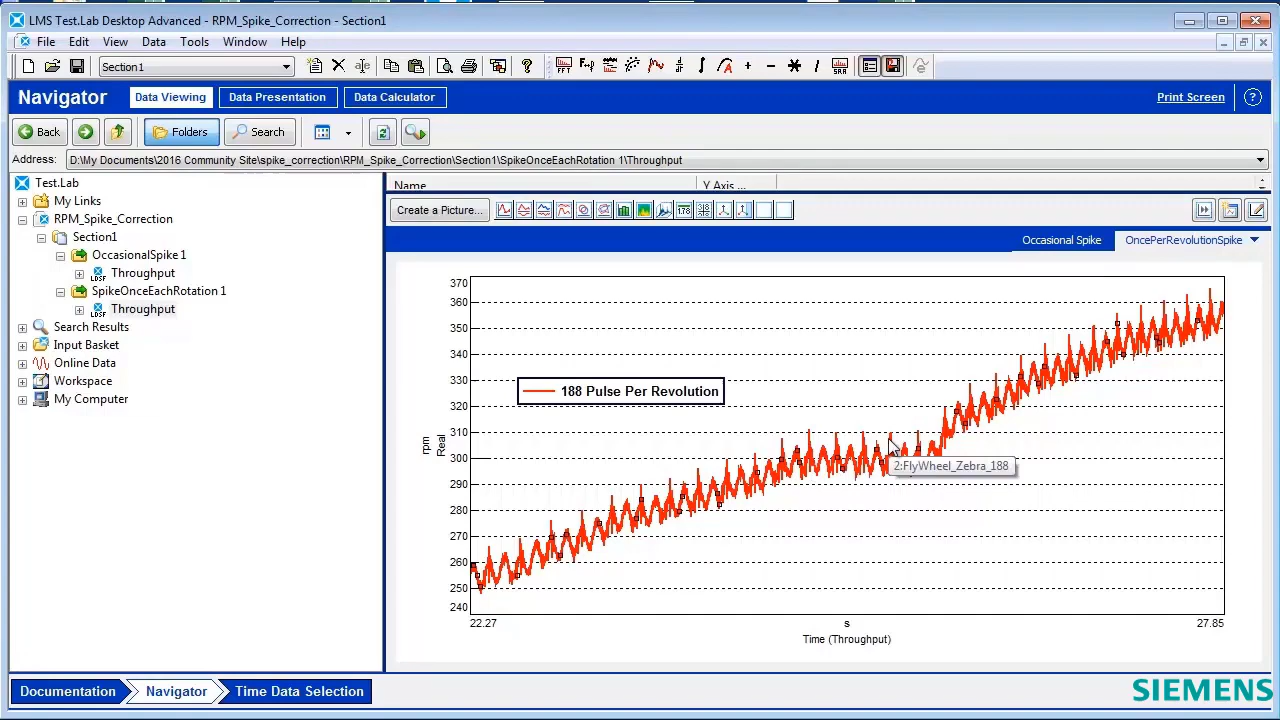 LMS Test.Lab Desktop Advanced - RPM_Spike_Correction - Section1
File Edit View Data Tools Window Help
Section1
Navigator Data Viewing Data Presentation Data Calculator Print Screen
Back Folders Search
Address: D:\My Documents\2016 Community Site\spike_correction\RPM_Spike_Correction\Section1\SpikeOnceEachRotation 1\Throughput
Test.Lab
My Links
RPM_Spike_Correction
Section1
OccasionalSpike 1
Throughput
SpikeOnceEachRotation 1
Throughput
Search Results
Input Basket
Online Data
Workspace
My Computer
Name Y Axis ...
Create a Picture...
Occasional Spike OncePerRevolutionSpike
370
360
350
340
330
320
310
300
290
280
270
260
250
240
rpm
Real
188 Pulse Per Revolution
2:FlyWheel_Zebra_188
22.27 s 27.85
Time (Throughput)
Documentation Navigator Time Data Selection
SIEMENS